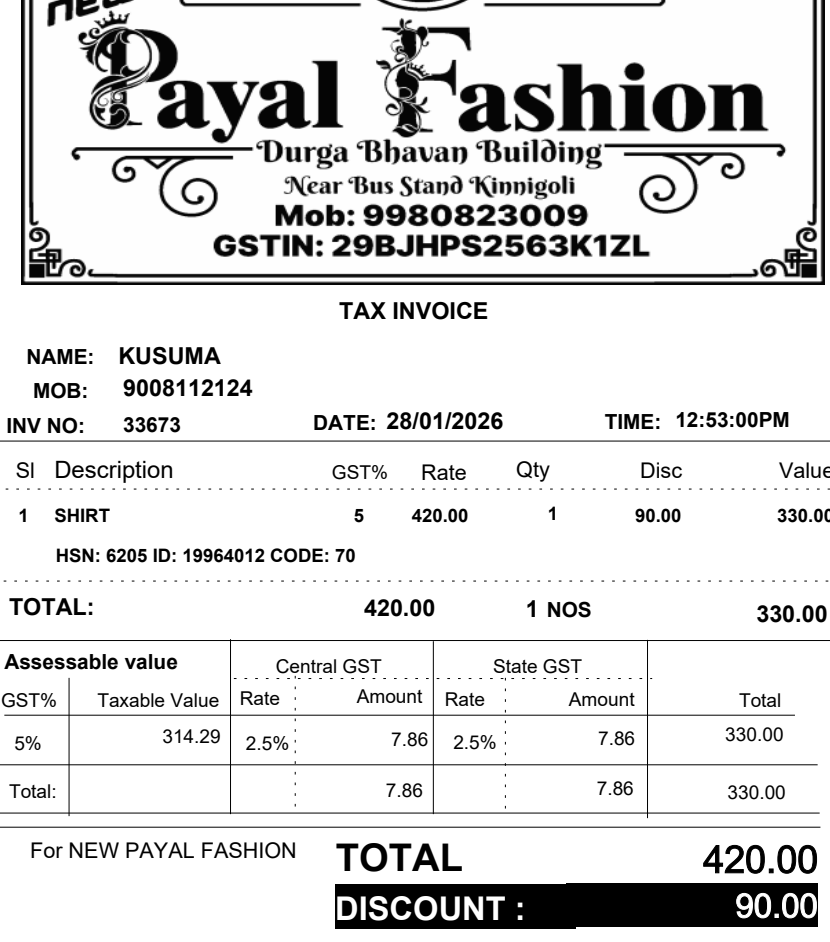 new
Payal Fashion
Durga Bhavan Building
Near Bus Stand Kinnigoli
Mob: 9980823009
GSTIN: 29BJHPS2563K1ZL
TAX INVOICE
NAME: KUSUMA
MOB: 9008112124
INV NO: 33673 DATE: 28/01/2026 TIME: 12:53:00PM
Sl Description GST% Rate Qty Disc Value
1 SHIRT 5 420.00 1 90.00 330.00
HSN: 6205 ID: 19964012 CODE: 70
TOTAL: 420.00 1 NOS 330.00
Assessable value Central GST State GST
GST% Taxable Value Rate Amount Rate Amount Total
5% 314.29 2.5% 7.86 2.5% 7.86 330.00
Total: 7.86 7.86 330.00
For NEW PAYAL FASHION TOTAL 420.00
DISCOUNT : 90.00